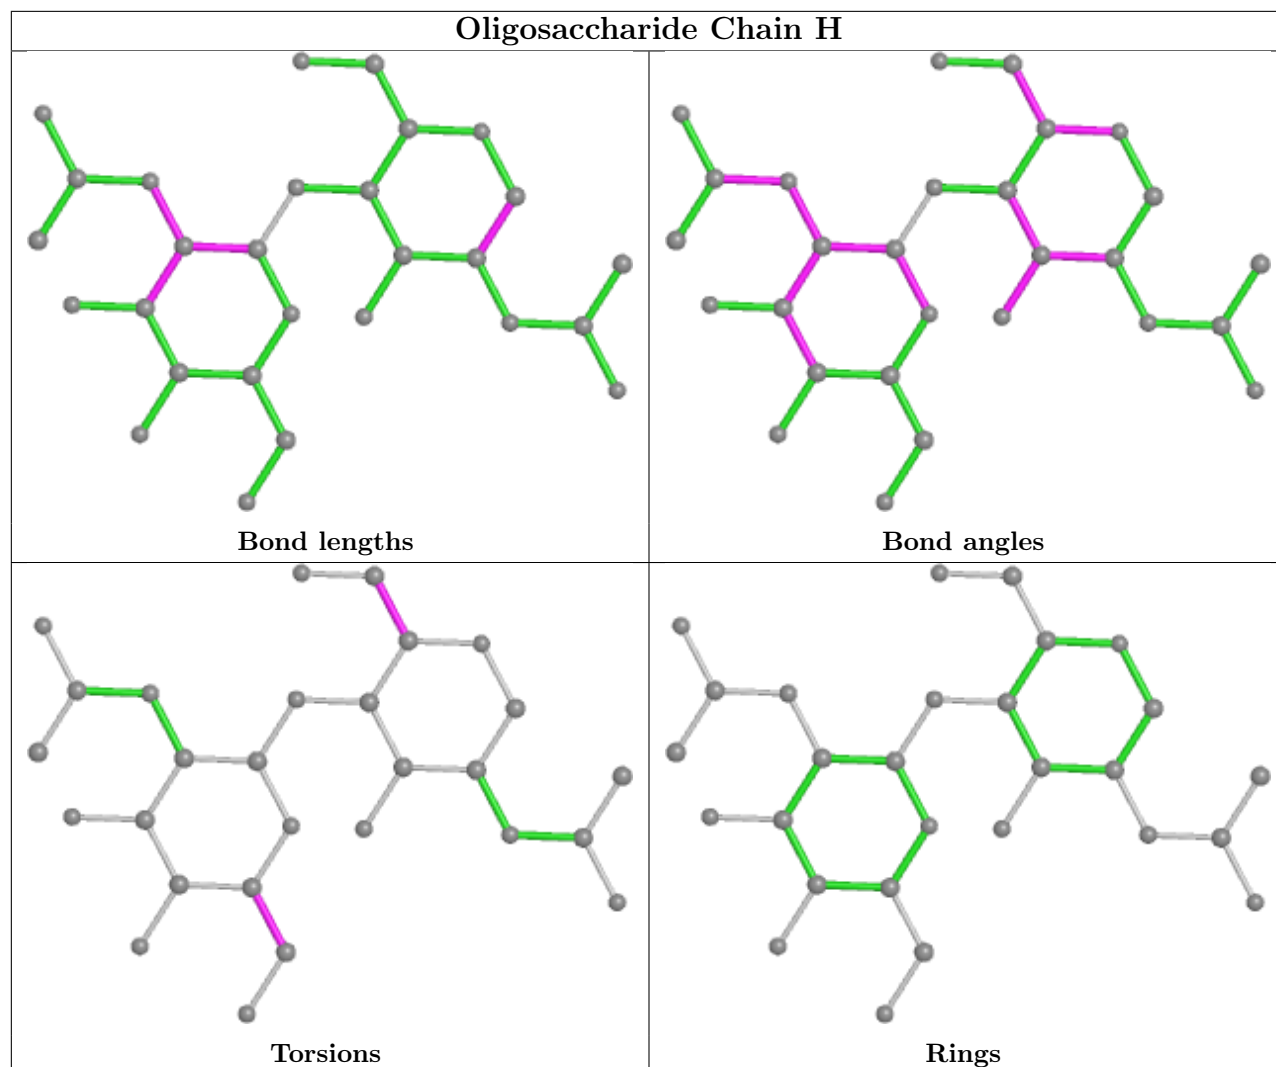 Oligosaccharide Chain H
Bond lengths
Bond angles
Torsions
Rings